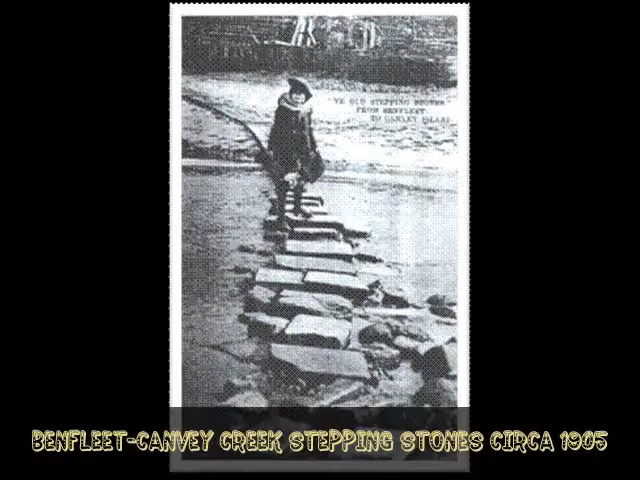 "YE OLD STEPPING STONES"
FROM BENFLEET
TO CANVEY ISLAND
BENFLEET-CANVEY CREEK STEPPING STONES CIRCA 1905